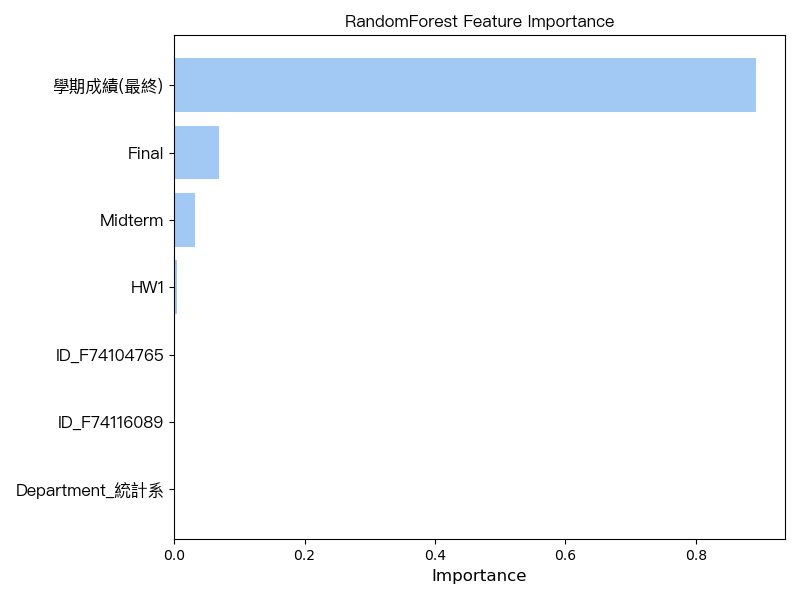 RandomForest Feature Importance
學期成績(最終)
Final
Midterm
HW1
ID_F74104765
ID_F74116089
Department_統計系
0.0 0.2 0.4 0.6 0.8
Importance